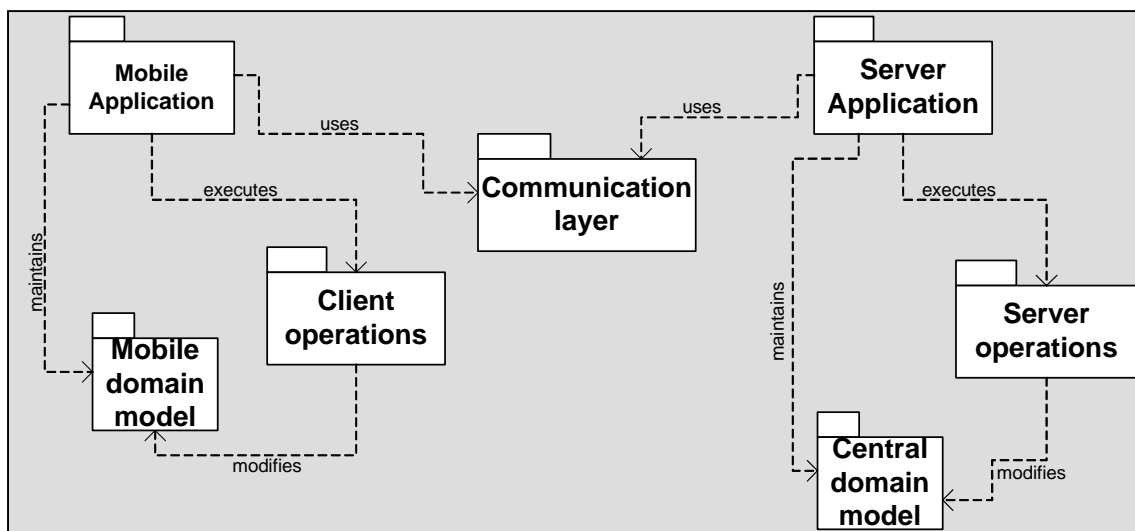 Mobile
Application
Server
Application
uses
uses
Communication
layer
executes
executes
maintains
Client
operations
maintains
Server
operations
Mobile
domain
model
modifies
Central
domain
model
modifies